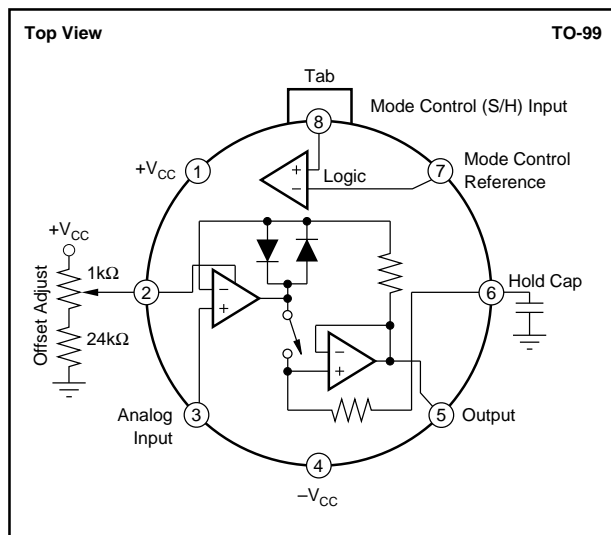 Top View
TO-99
Tab
8
Mode Control (S/H) Input
1
+VCC
+
–
Logic
7
Mode Control
Reference
+VCC
1kΩ
Offset Adjust
24kΩ
2
–
+
6
Hold Cap
–
+
Analog
Input
3
5
Output
4
–VCC